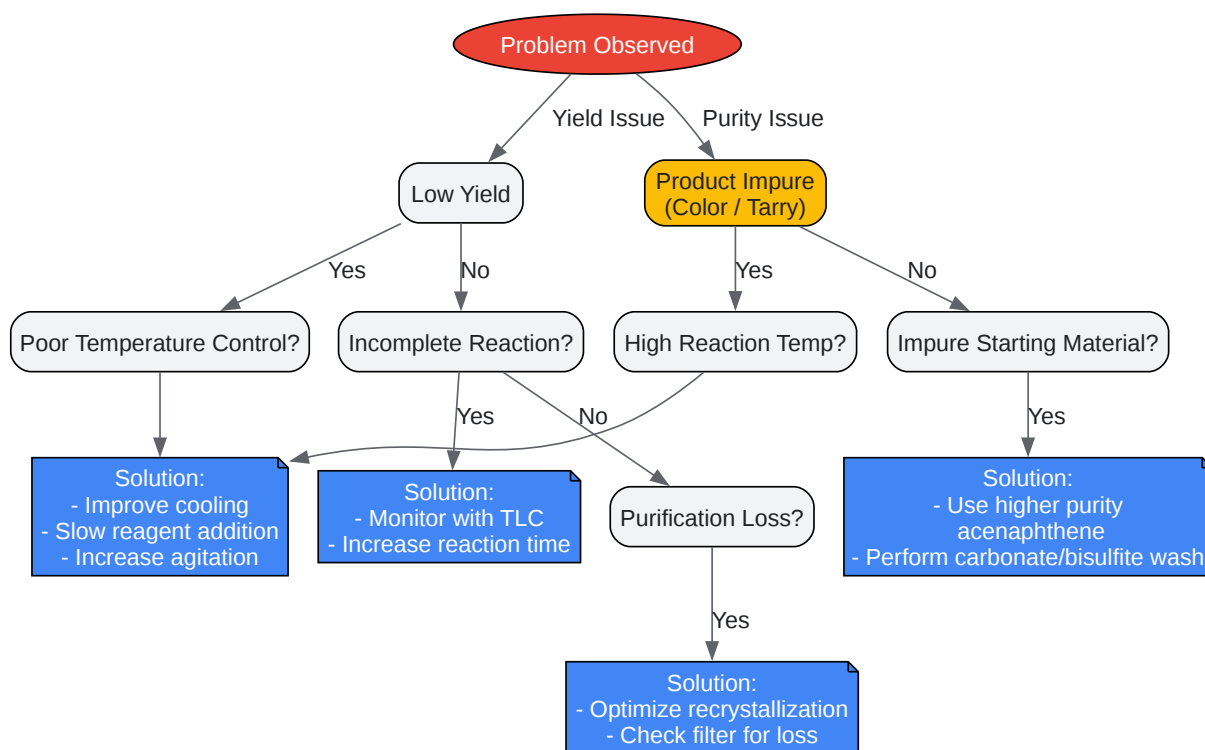 Problem Observed
Yield Issue
Purity Issue
Low Yield
Product Impure
(Color / Tarry)
Yes
No
Yes
No
Poor Temperature Control?
Incomplete Reaction?
High Reaction Temp?
Impure Starting Material?
Yes
No
Yes
Solution:
- Improve cooling
- Slow reagent addition
- Increase agitation
Solution:
- Monitor with TLC
- Increase reaction time
Purification Loss?
Solution:
- Use higher purity
acenaphthene
- Perform carbonate/bisulfite wash
Yes
Solution:
- Optimize recrystallization
- Check filter for loss